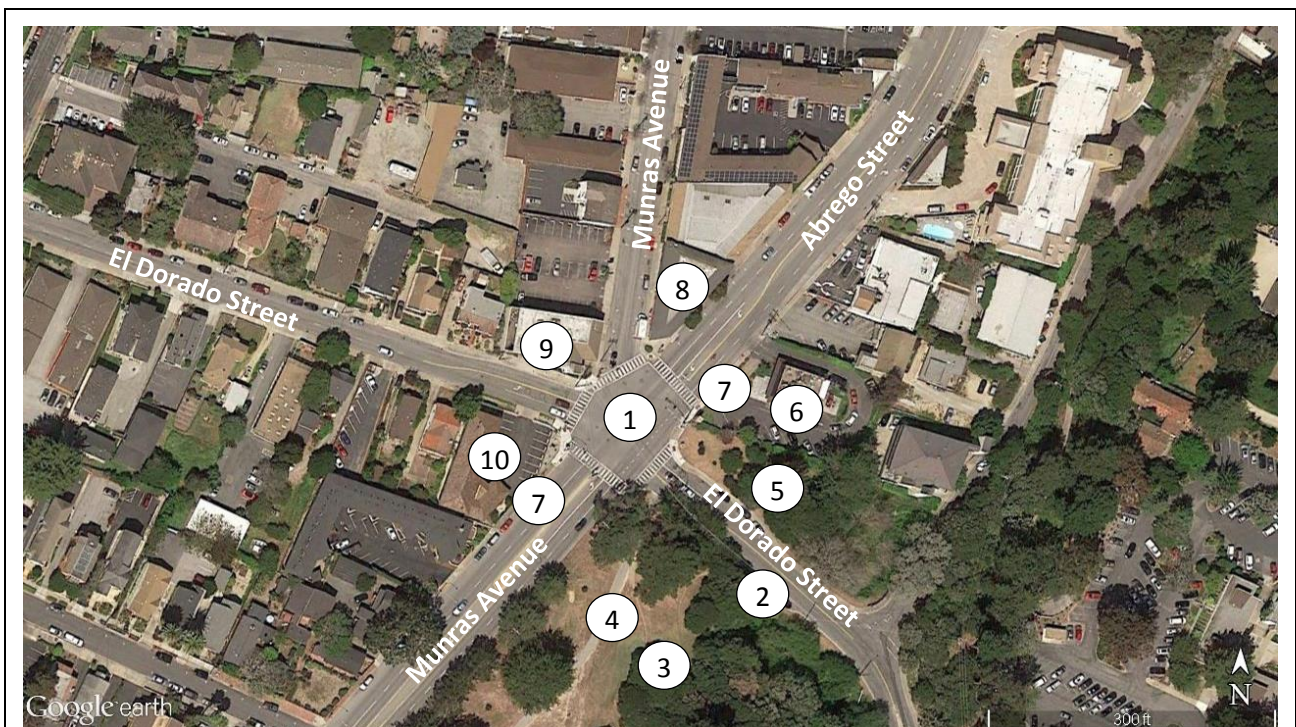 Munras Avenue
Abrego Street
El Dorado Street
8
9
7
6
1
10
5
7
El Dorado Street
2
Munras Avenue
4
3
N
Google earth
300 ft